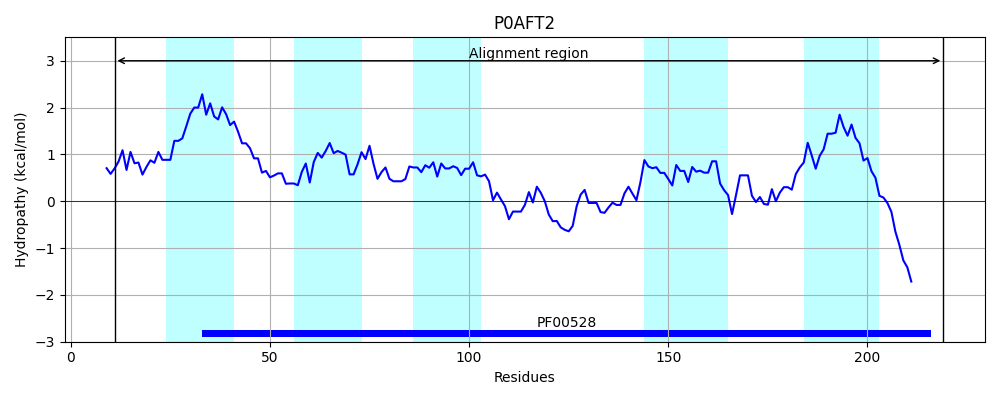 P0AFT2
Alignment region
3
2
1
0
−1
−2
−3
Hydropathy (kcal/mol)
PF00528
0 50 100 150 200
Residues